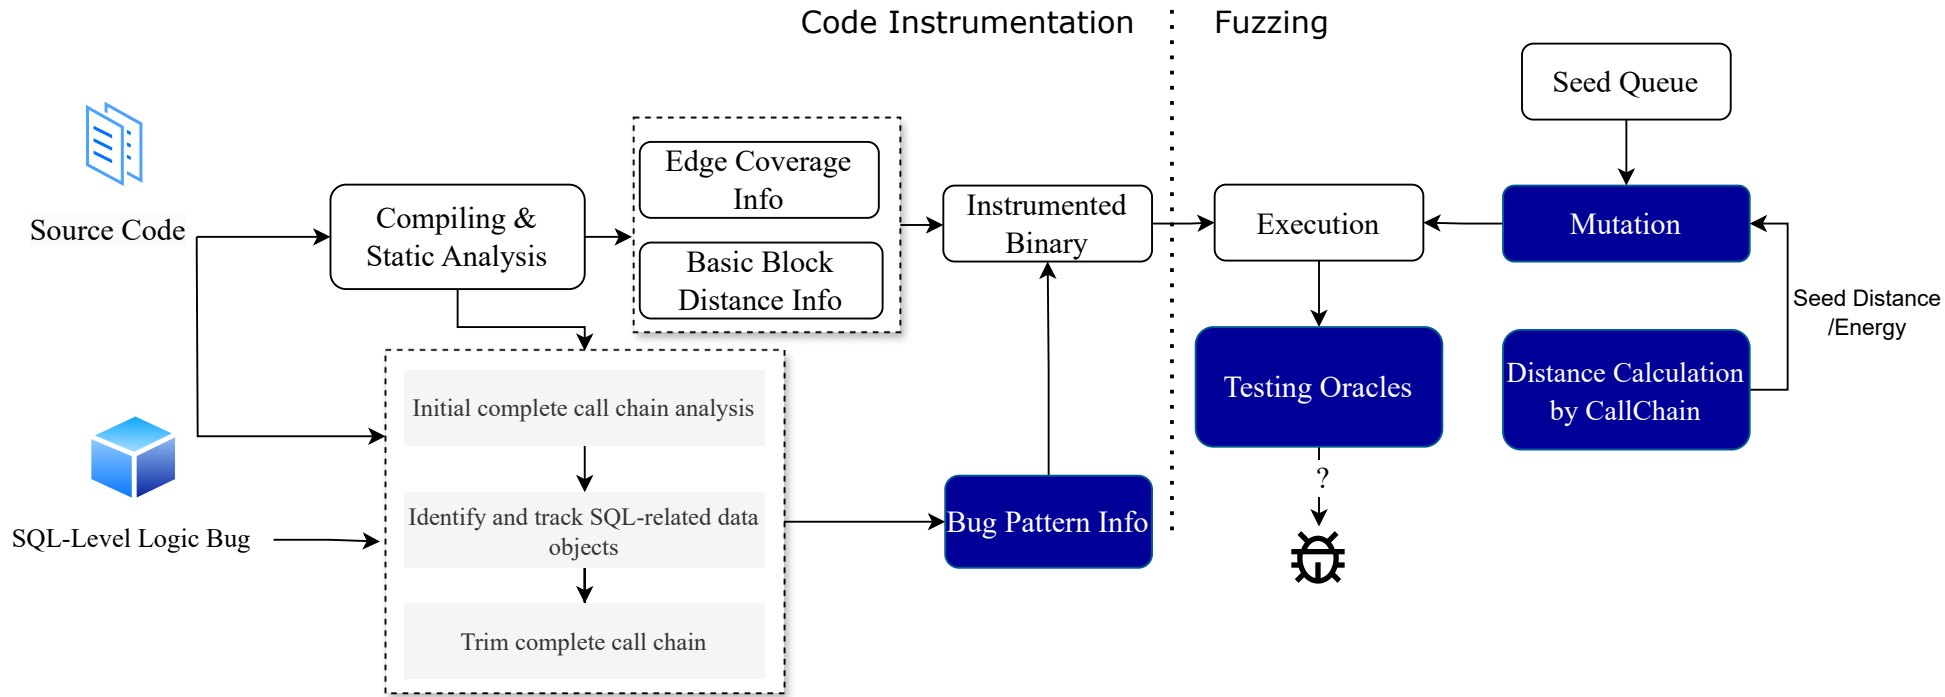 Code Instrumentation
Fuzzing
Seed Queue
Edge Coverage
Info
Source Code
Compiling &
Static Analysis
Instrumented
Binary
Execution
Mutation
Basic Block
Distance Info
Seed Distance
/Energy
Initial complete call chain analysis
Testing Oracles
Distance Calculation
by CallChain
?
SQL-Level Logic Bug
Identify and track SQL-related data
objects
Bug Pattern Info
Trim complete call chain